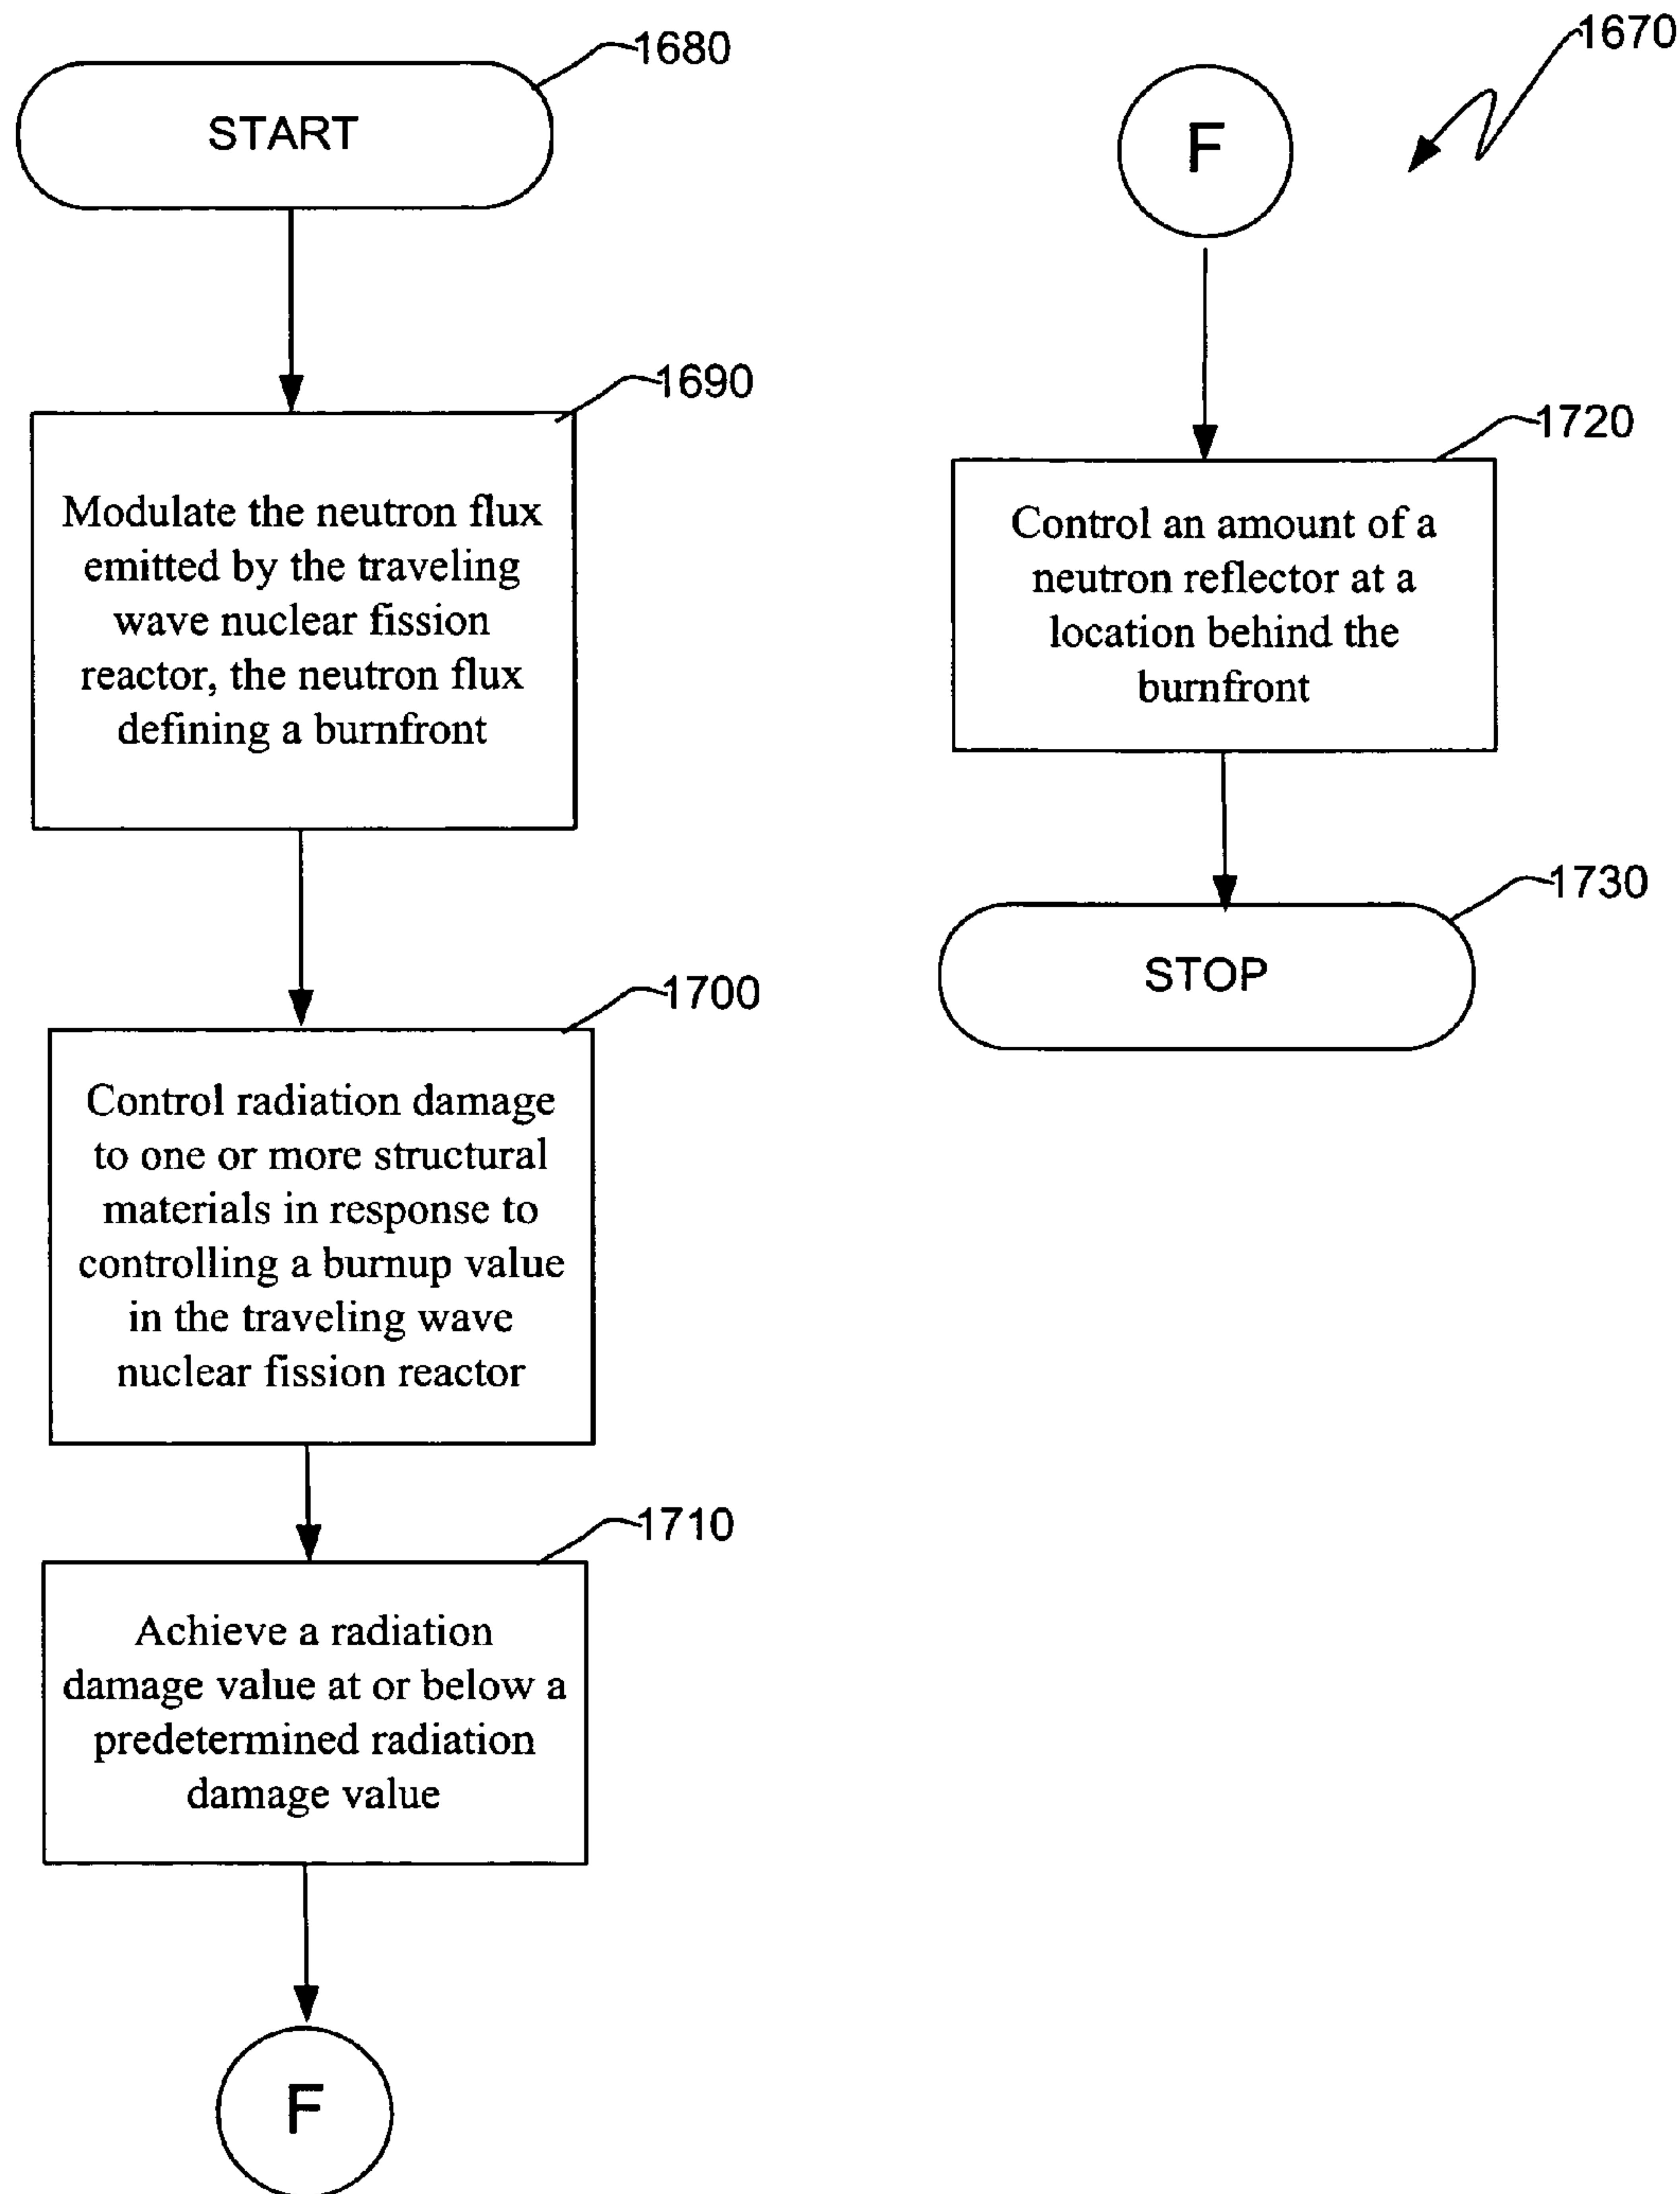 1680
START
1690
Modulate the neutron flux
emitted by the traveling
wave nuclear fission
reactor, the neutron flux
defining a burnfront
1700
Control radiation damage
to one or more structural
materials in response to
controlling a burnup value
in the traveling wave
nuclear fission reactor
1710
Achieve a radiation
damage value at or below a
predetermined radiation
damage value
F
1670
F
1720
Control an amount of a
neutron reflector at a
location behind the
burnfront
1730
STOP